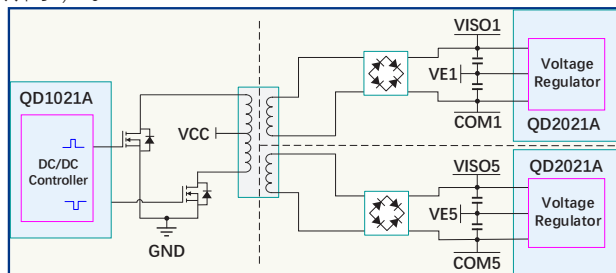 VISO1
Voltage
Regulator
VE1
QD1021A
VCC
DC/DC
Controller
COM1
QD2021A
VISO5
QD2021A
Voltage
Regulator
VE5
GND
COM5